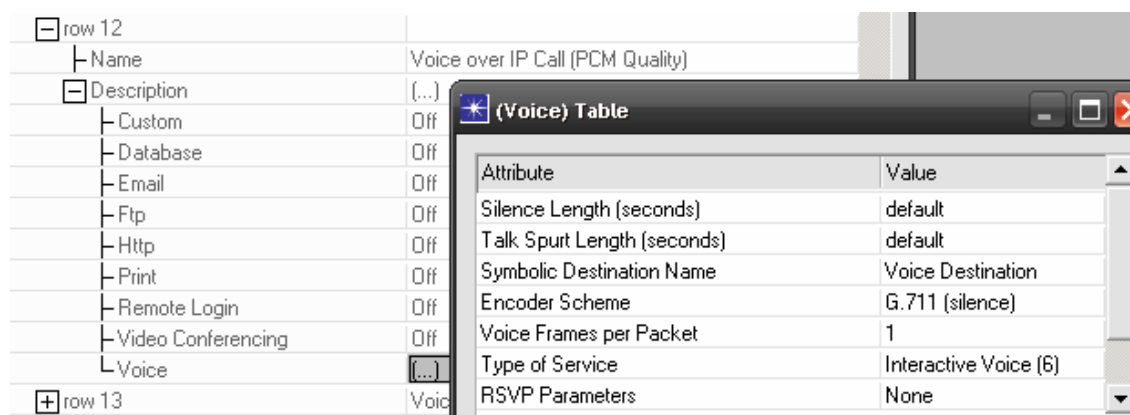 row 12
Name Voice over IP Call (PCM Quality)
Description (...)
Custom Off
Database Off
Email Off
Ftp Off
Http Off
Print Off
Remote Login Off
Video Conferencing Off
Voice (...)
row 13 Voic
(Voice) Table
Attribute Value
Silence Length (seconds) default
Talk Spurt Length (seconds) default
Symbolic Destination Name Voice Destination
Encoder Scheme G.711 (silence)
Voice Frames per Packet 1
Type of Service Interactive Voice (6)
RSVP Parameters None